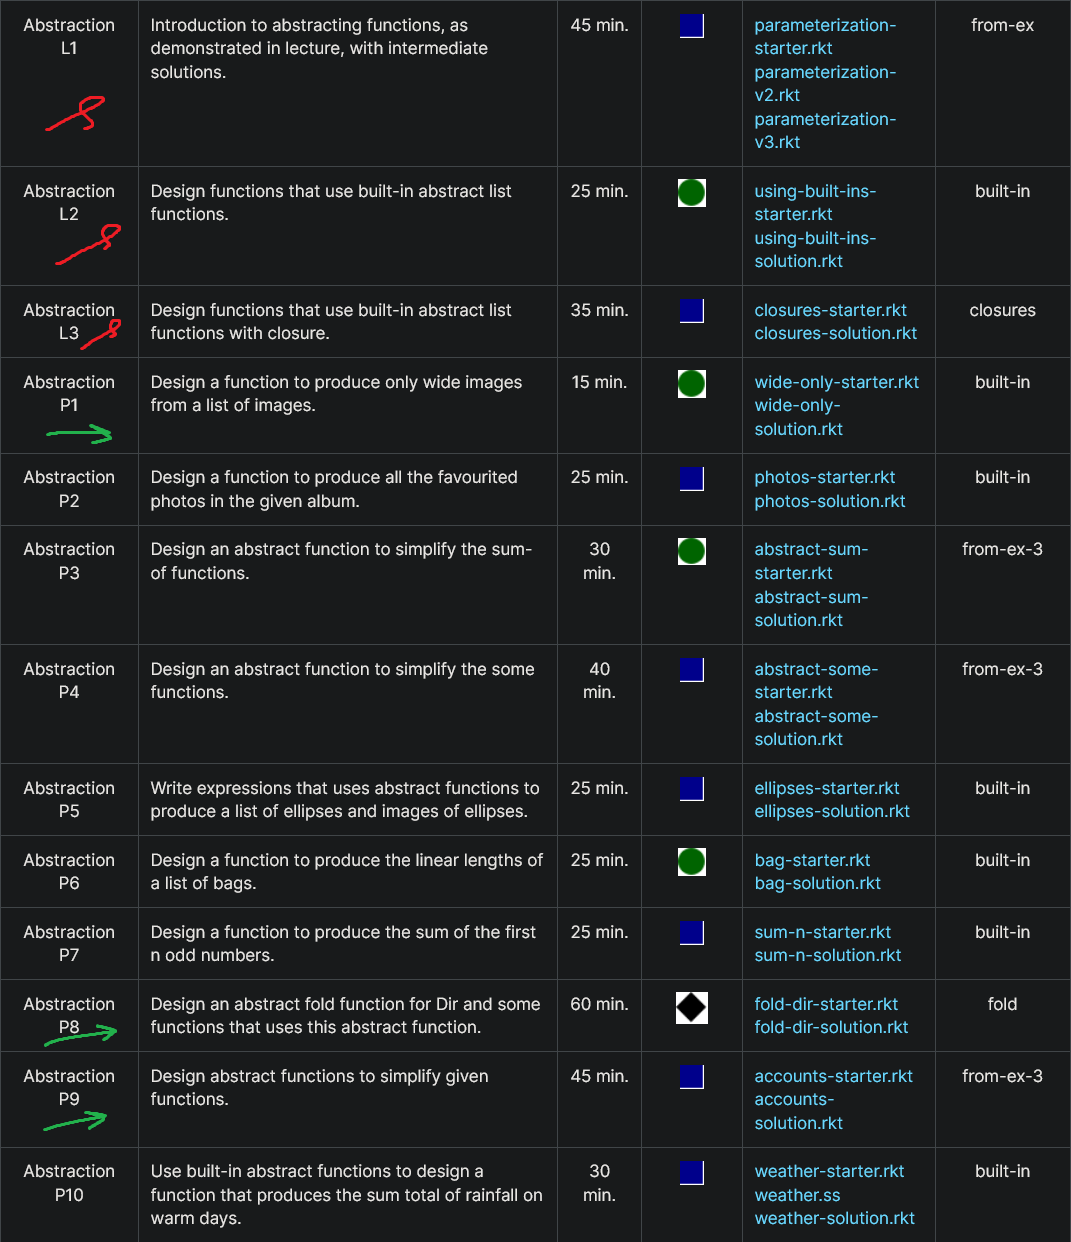 Abstraction L1
Introduction to abstracting functions, as
demonstrated in lecture, with intermediate
solutions.
45 min.
parameterization-
starter.rkt
parameterization-
v2.rkt
parameterization-
v3.rkt
from-ex
Abstraction
L2
Design functions that use built-in abstract list
functions.
25 min.
using-built-ins-
starter.rkt
using-built-ins-
solution.rkt
built-in
Abstraction
L3
Design functions that use built-in abstract list
functions with closure.
35 min.
closures-starter.rkt
closures-solution.rkt
closures
Abstraction
P1
Design a function to produce only wide images
from a list of images.
15 min.
wide-only-starter.rkt
wide-only-
solution.rkt
built-in
Abstraction
P2
Design a function to produce all the favourited
photos in the given album.
25 min.
photos-starter.rkt
photos-solution.rkt
built-in
Abstraction
P3
Design an abstract function to simplify the sum-
of functions.
30
min.
abstract-sum-
starter.rkt
abstract-sum-
solution.rkt
from-ex-3
Abstraction
P4
Design an abstract function to simplify the some
functions.
40
min.
abstract-some-
starter.rkt
abstract-some-
solution.rkt
from-ex-3
Abstraction
P5
Write expressions that uses abstract functions to
produce a list of ellipses and images of ellipses.
25 min.
ellipses-starter.rkt
ellipses-solution.rkt
built-in
Abstraction
P6
Design a function to produce the linear lengths of
a list of bags.
25 min.
bag-starter.rkt
bag-solution.rkt
built-in
Abstraction
P7
Design a function to produce the sum of the first
n odd numbers.
25 min.
sum-n-starter.rkt
sum-n-solution.rkt
built-in
Abstraction
P8
Design an abstract fold function for Dir and some
functions that uses this abstract function.
60 min.
fold-dir-starter.rkt
fold-dir-solution.rkt
fold
Abstraction
P9
Design abstract functions to simplify given
functions.
45 min.
accounts-starter.rkt
accounts-
solution.rkt
from-ex-3
Abstraction
P10
Use built-in abstract functions to design a
function that produces the sum total of rainfall on
warm days.
30
min.
weather-starter.rkt
weather.ss
weather-solution.rkt
built-in